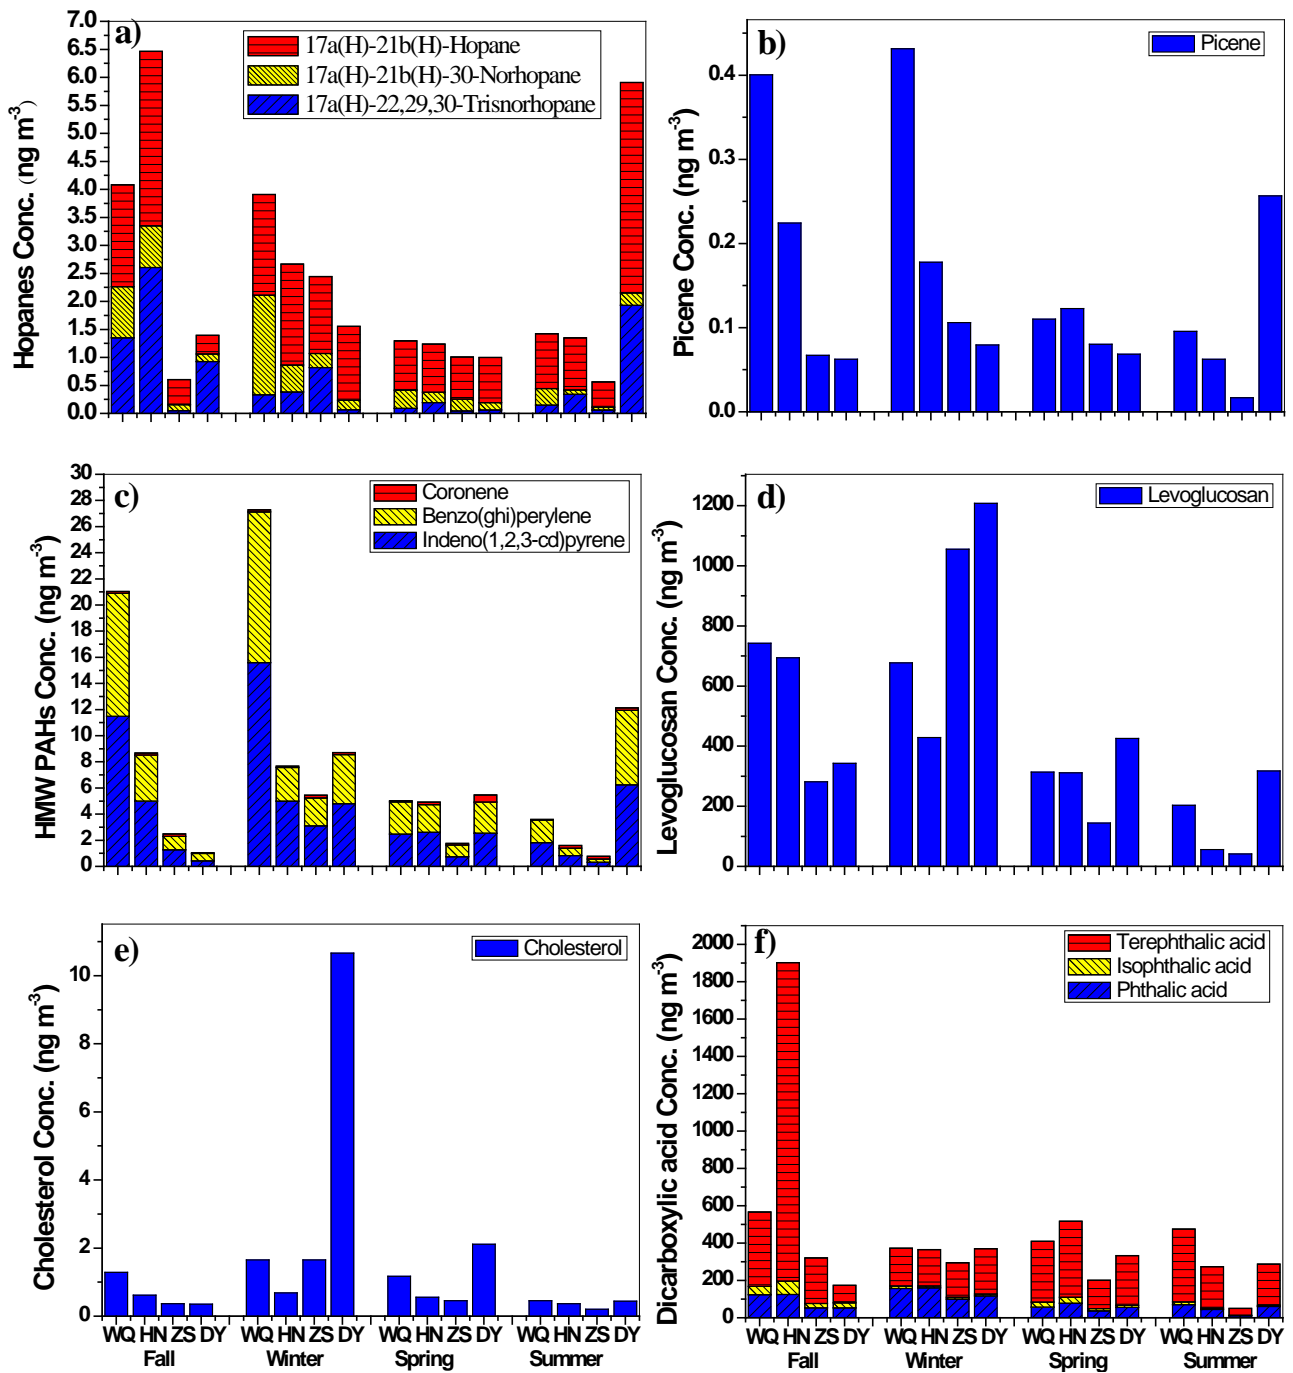 a)
17a(H)-21b(H)-Hopane
17a(H)-21b(H)-30-Norhopane
17a(H)-22,29,30-Trisnorhopane
Hopanes Conc. (ng m-3)
7.0
6.5
6.0
5.5
5.0
4.5
4.0
3.5
3.0
2.5
2.0
1.5
1.0
0.5
0.0
b)
Picene
Picene Conc. (ng m-3)
0.4
0.3
0.2
0.1
0.0
c)
Coronene
Benzo(ghi)perylene
Indeno(1,2,3-cd)pyrene
HMW PAHs Conc. (ng m-3)
30
28
26
24
22
20
18
16
14
12
10
8
6
4
2
0
d)
Levoglucosan
Levoglucosan Conc. (ng m-3)
1200
1000
800
600
400
200
0
e)
Cholesterol
Cholesterol Conc. (ng m-3)
10
8
6
4
2
0
WQ HN ZS DY WQ HN ZS DY WQ HN ZS DY WQ HN ZS DY
Fall Winter Spring Summer
f)
Terephthalic acid
Isophthalic acid
Phthalic acid
Dicarboxylic acid Conc. (ng m-3)
2000
1800
1600
1400
1200
1000
800
600
400
200
0
WQ HN ZS DY WQ HN ZS DY WQ HN ZS DY WQ HN ZS DY
Fall Winter Spring Summer